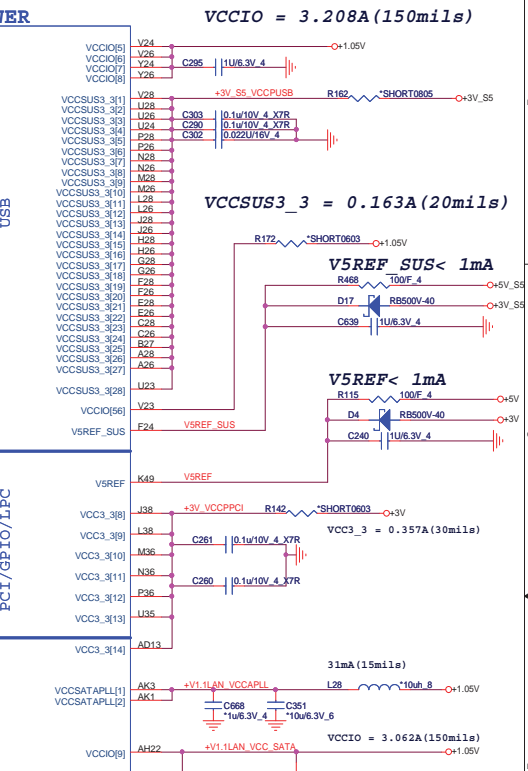 WER
VCCIO = 3.208A(150mils)
VCCIO[5] V24 +1.05V
VCCIO[6] V26
VCCIO[7] Y24 C295 1U/6.3V_4
VCCIO[8] Y26
VCCSUS3_3[1] V28 +3V_S5_VCCPUSB R162 *SHORT0805 +3V_S5
VCCSUS3_3[2] U28
VCCSUS3_3[3] U26 C303 0.1u/10V_4_X7R
VCCSUS3_3[4] U24 C290 0.1u/10V_4_X7R
VCCSUS3_3[5] P28 C302 0.022U/16V_4
VCCSUS3_3[6] P26
VCCSUS3_3[7] N28
VCCSUS3_3[8] N26
VCCSUS3_3[9] M28
VCCSUS3_3[10] M26
VCCSUS3_3[11] L28
VCCSUS3_3[12] L26
VCCSUS3_3[13] J28
VCCSUS3_3[14] J26
VCCSUS3_3[15] H28
VCCSUS3_3[16] H26
VCCSUS3_3[17] G28
VCCSUS3_3[18] G26
VCCSUS3_3[19] F28
VCCSUS3_3[20] F26
VCCSUS3_3[21] E28
VCCSUS3_3[22] E26
VCCSUS3_3[23] C28
VCCSUS3_3[24] C26
VCCSUS3_3[25] B27
VCCSUS3_3[26] A28
VCCSUS3_3[27] A26
USB
VCCSUS3_3 = 0.163A(20mils)
R172 *SHORT0603 +1.05V
V5REF_SUS< 1mA
R468 100/F_4 +5V_S5
D17 RB500V-40 +3V_S5
C639 1U/6.3V_4
VCCSUS3_3[28] U23
VCCIO[56] V23
V5REF_SUS F24 V5REF_SUS
V5REF< 1mA
R115 100/F_4 +5V
D4 RB500V-40 +3V
C240 1U/6.3V_4
V5REF K49 V5REF
PCI/GPIO/LPC
VCC3_3[8] J38 +3V_VCCPPCI R142 *SHORT0603 +3V
VCC3_3[9] L38 VCC3_3 = 0.357A(30mils)
VCC3_3[10] M36 C261 0.1u/10V_4_X7R
VCC3_3[11] N36
VCC3_3[12] P36 C260 0.1u/10V_4_X7R
VCC3_3[13] U35
VCC3_3[14] AD13
31mA(15mils)
VCCSATAPLL[1] AK3 +V1.1LAN_VCCAPLL L28 *10uh_8 +1.05V
VCCSATAPLL[2] AK1
C668 C351
*1u/6.3V_4 *10u/6.3V_6
VCCIO = 3.062A(150mils)
VCCIO[9] AH22 +V1.1LAN_VCC_SATA +1.05V